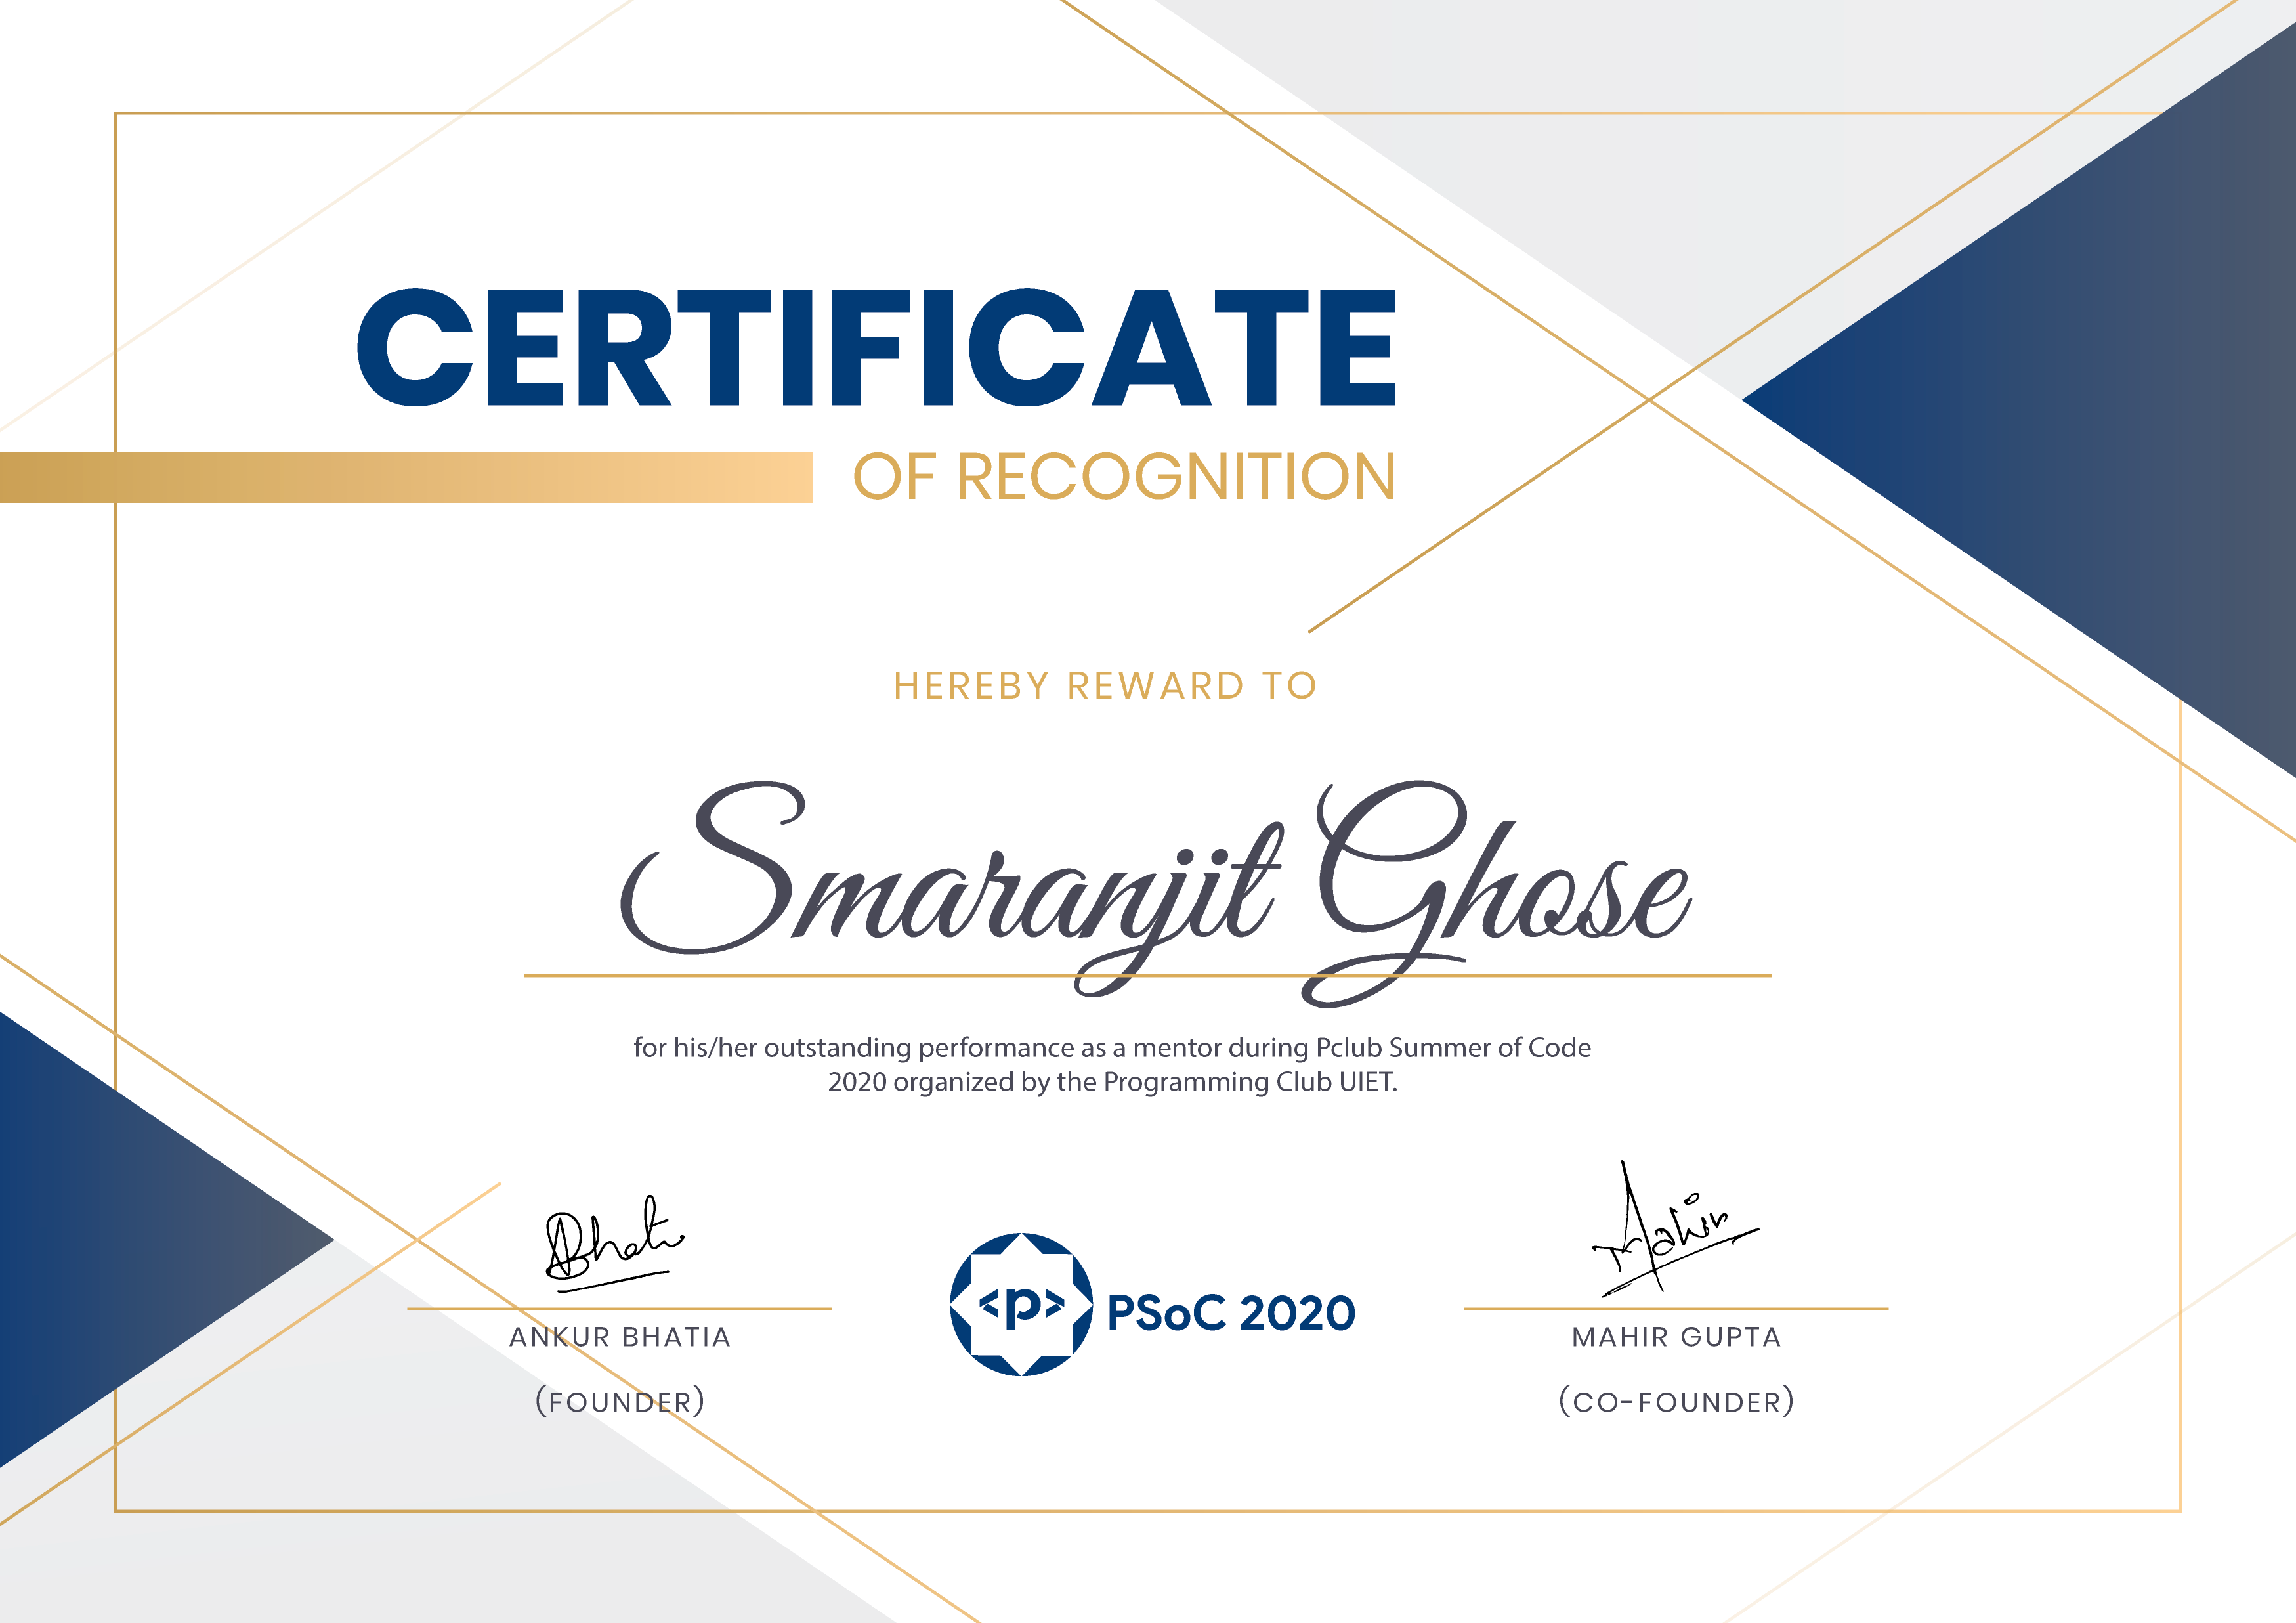 CERTIFICATE
OF RECOGNITION
HEREBY REWARD TO
Smaranjit Ghose
for his/her outstanding performance as a mentor during Pclub Summer of Code
2020 organized by the Programming Club UIET.
Bhati
Mahir
<p> PSoC 2020
ANKUR BHATIA
MAHIR GUPTA
(FOUNDER)
(CO-FOUNDER)